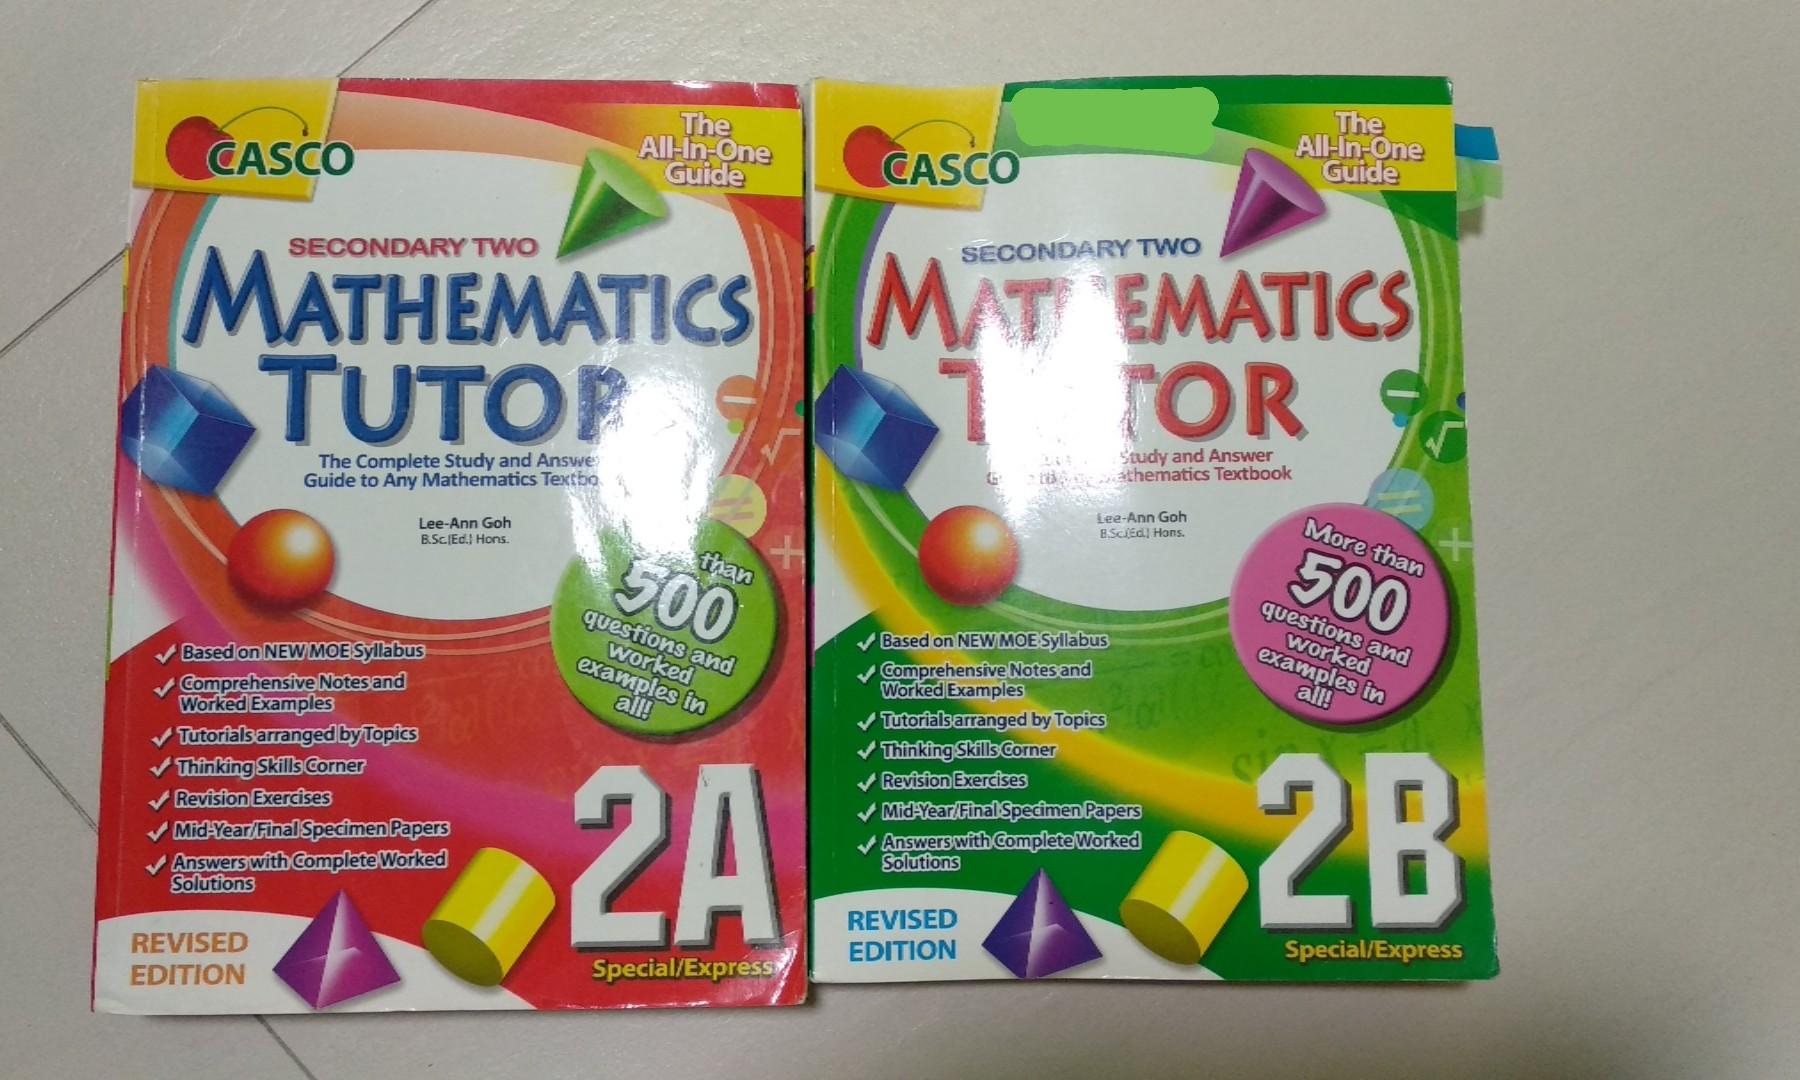 CASCO
The
All-In-One
Guide
SECONDARY TWO
MATHEMATICS
TUTOR
The Complete Study and Answer
Guide to Any Mathematics
Lee-Ann Goh
B.Sc.(Ed.) Hons.
than
500
questions and
worked
examples in
all!
Based on NEW MOE Syllabus
Comprehensive Notes and
Worked Examples
Tutorials arranged by Topics
Thinking Skills Corner
Revision Exercises
Mid-Year/Final Specimen Papers
Answers with Complete Worked
Solutions
2A
REVISED
EDITION
Special/Express
CASCO
The
All-In-One
Guide
SECONDARY TWO
MATHEMATICS
TUTOR
Study and Answer
Mathematics Textbook
Lee-Ann Goh
B.Sc.(Ed.) Hons.
More than
500
questions and
worked
examples in
all!
Based on NEW MOE Syllabus
Comprehensive Notes and
Worked Examples
Tutorials arranged by Topics
Thinking Skills Corner
Revision Exercises
Mid-Year/Final Specimen Papers
Answers with Complete Worked
Solutions
2B
REVISED
EDITION
Special/Express